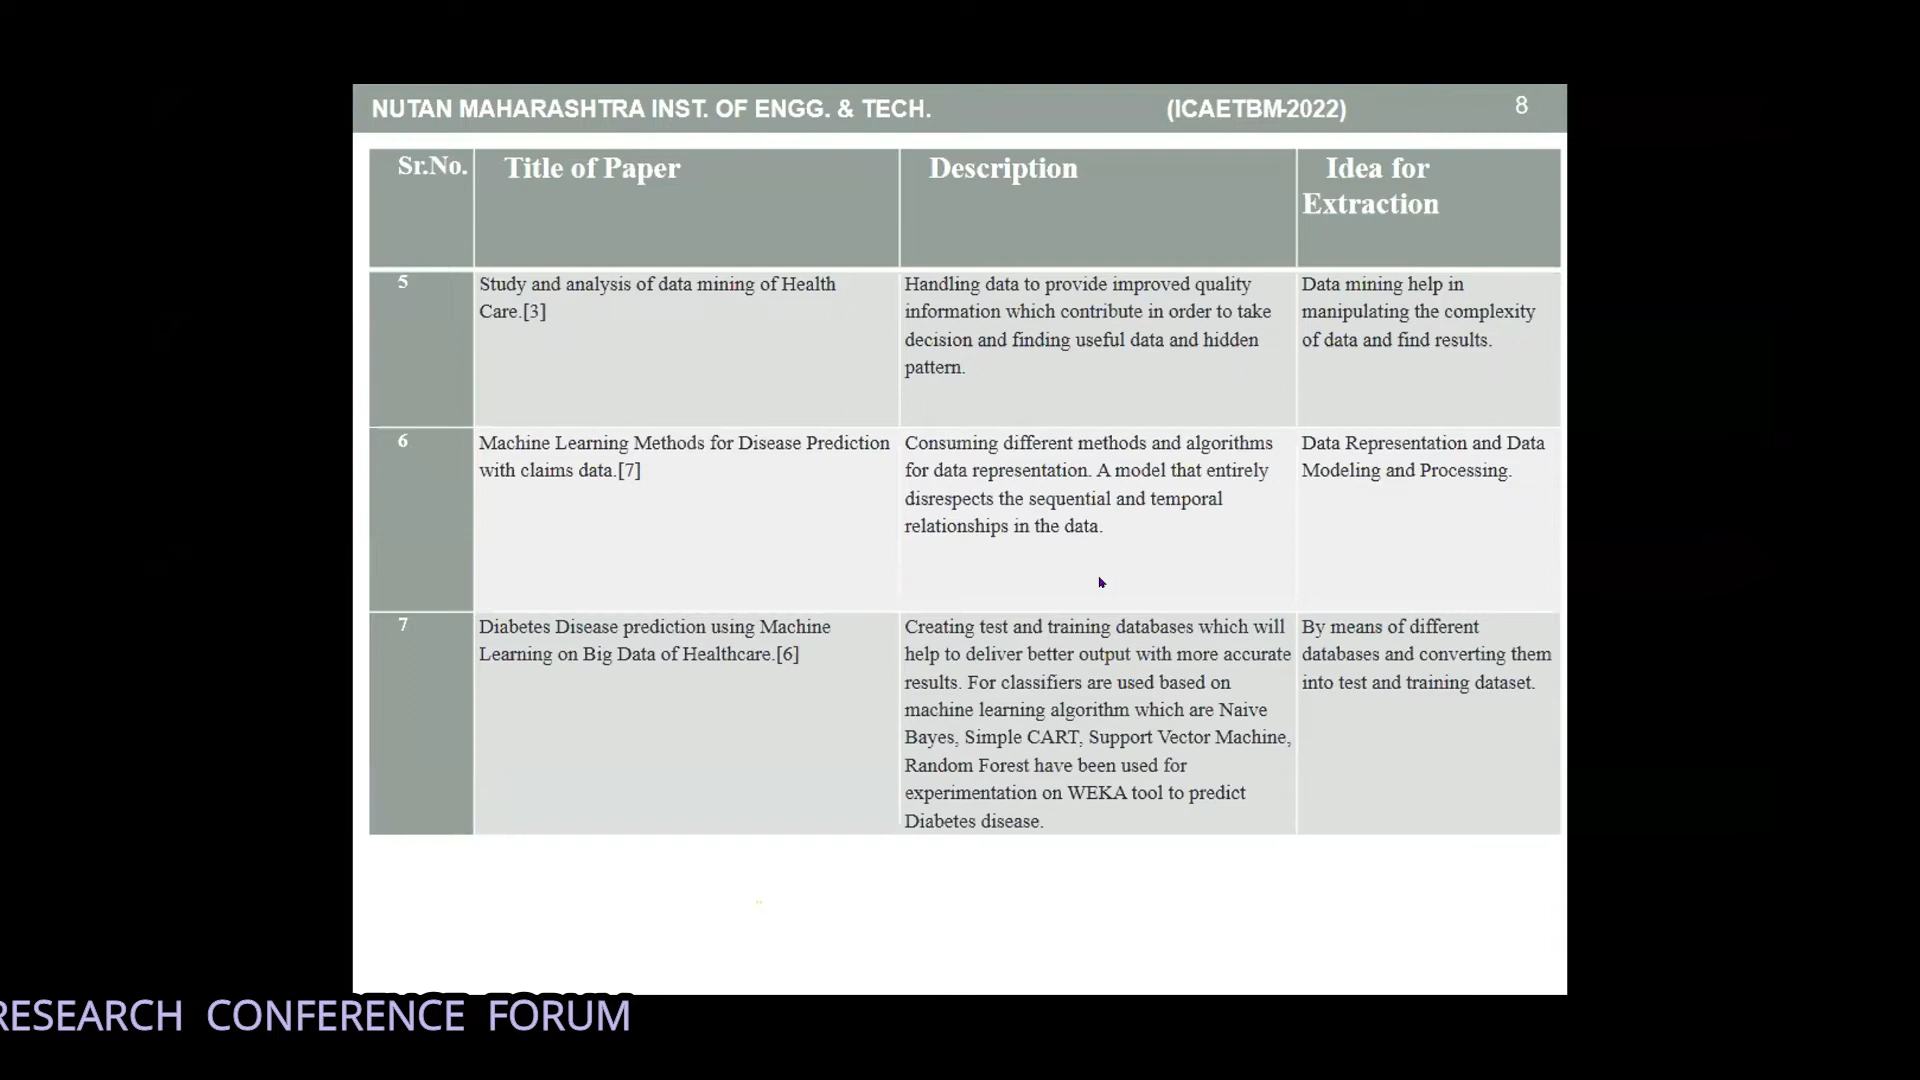 NUTAN MAHARASHTRA INST. OF ENGG. & TECH. (ICAETBM-2022) 8
Sr.No. Title of Paper Description Idea for
Extraction
5 Study and analysis of data mining of Health
Care.[3]
Handling data to provide improved quality
information which contribute in order to take
decision and finding useful data and hidden
pattern.
Data mining help in
manipulating the complexity
of data and find results.
6 Machine Learning Methods for Disease Prediction
with claims data.[7]
Consuming different methods and algorithms
for data representation. A model that entirely
disrespects the sequential and temporal
relationships in the data.
Data Representation and Data
Modeling and Processing.
7 Diabetes Disease prediction using Machine
Learning on Big Data of Healthcare.[6]
Creating test and training databases which will
help to deliver better output with more accurate
results. For classifiers are used based on
machine learning algorithm which are Naive
Bayes, Simple CART, Support Vector Machine,
Random Forest have been used for
experimentation on WEKA tool to predict
Diabetes disease.
By means of different
databases and converting them
into test and training dataset.
RESEARCH CONFERENCE FORUM